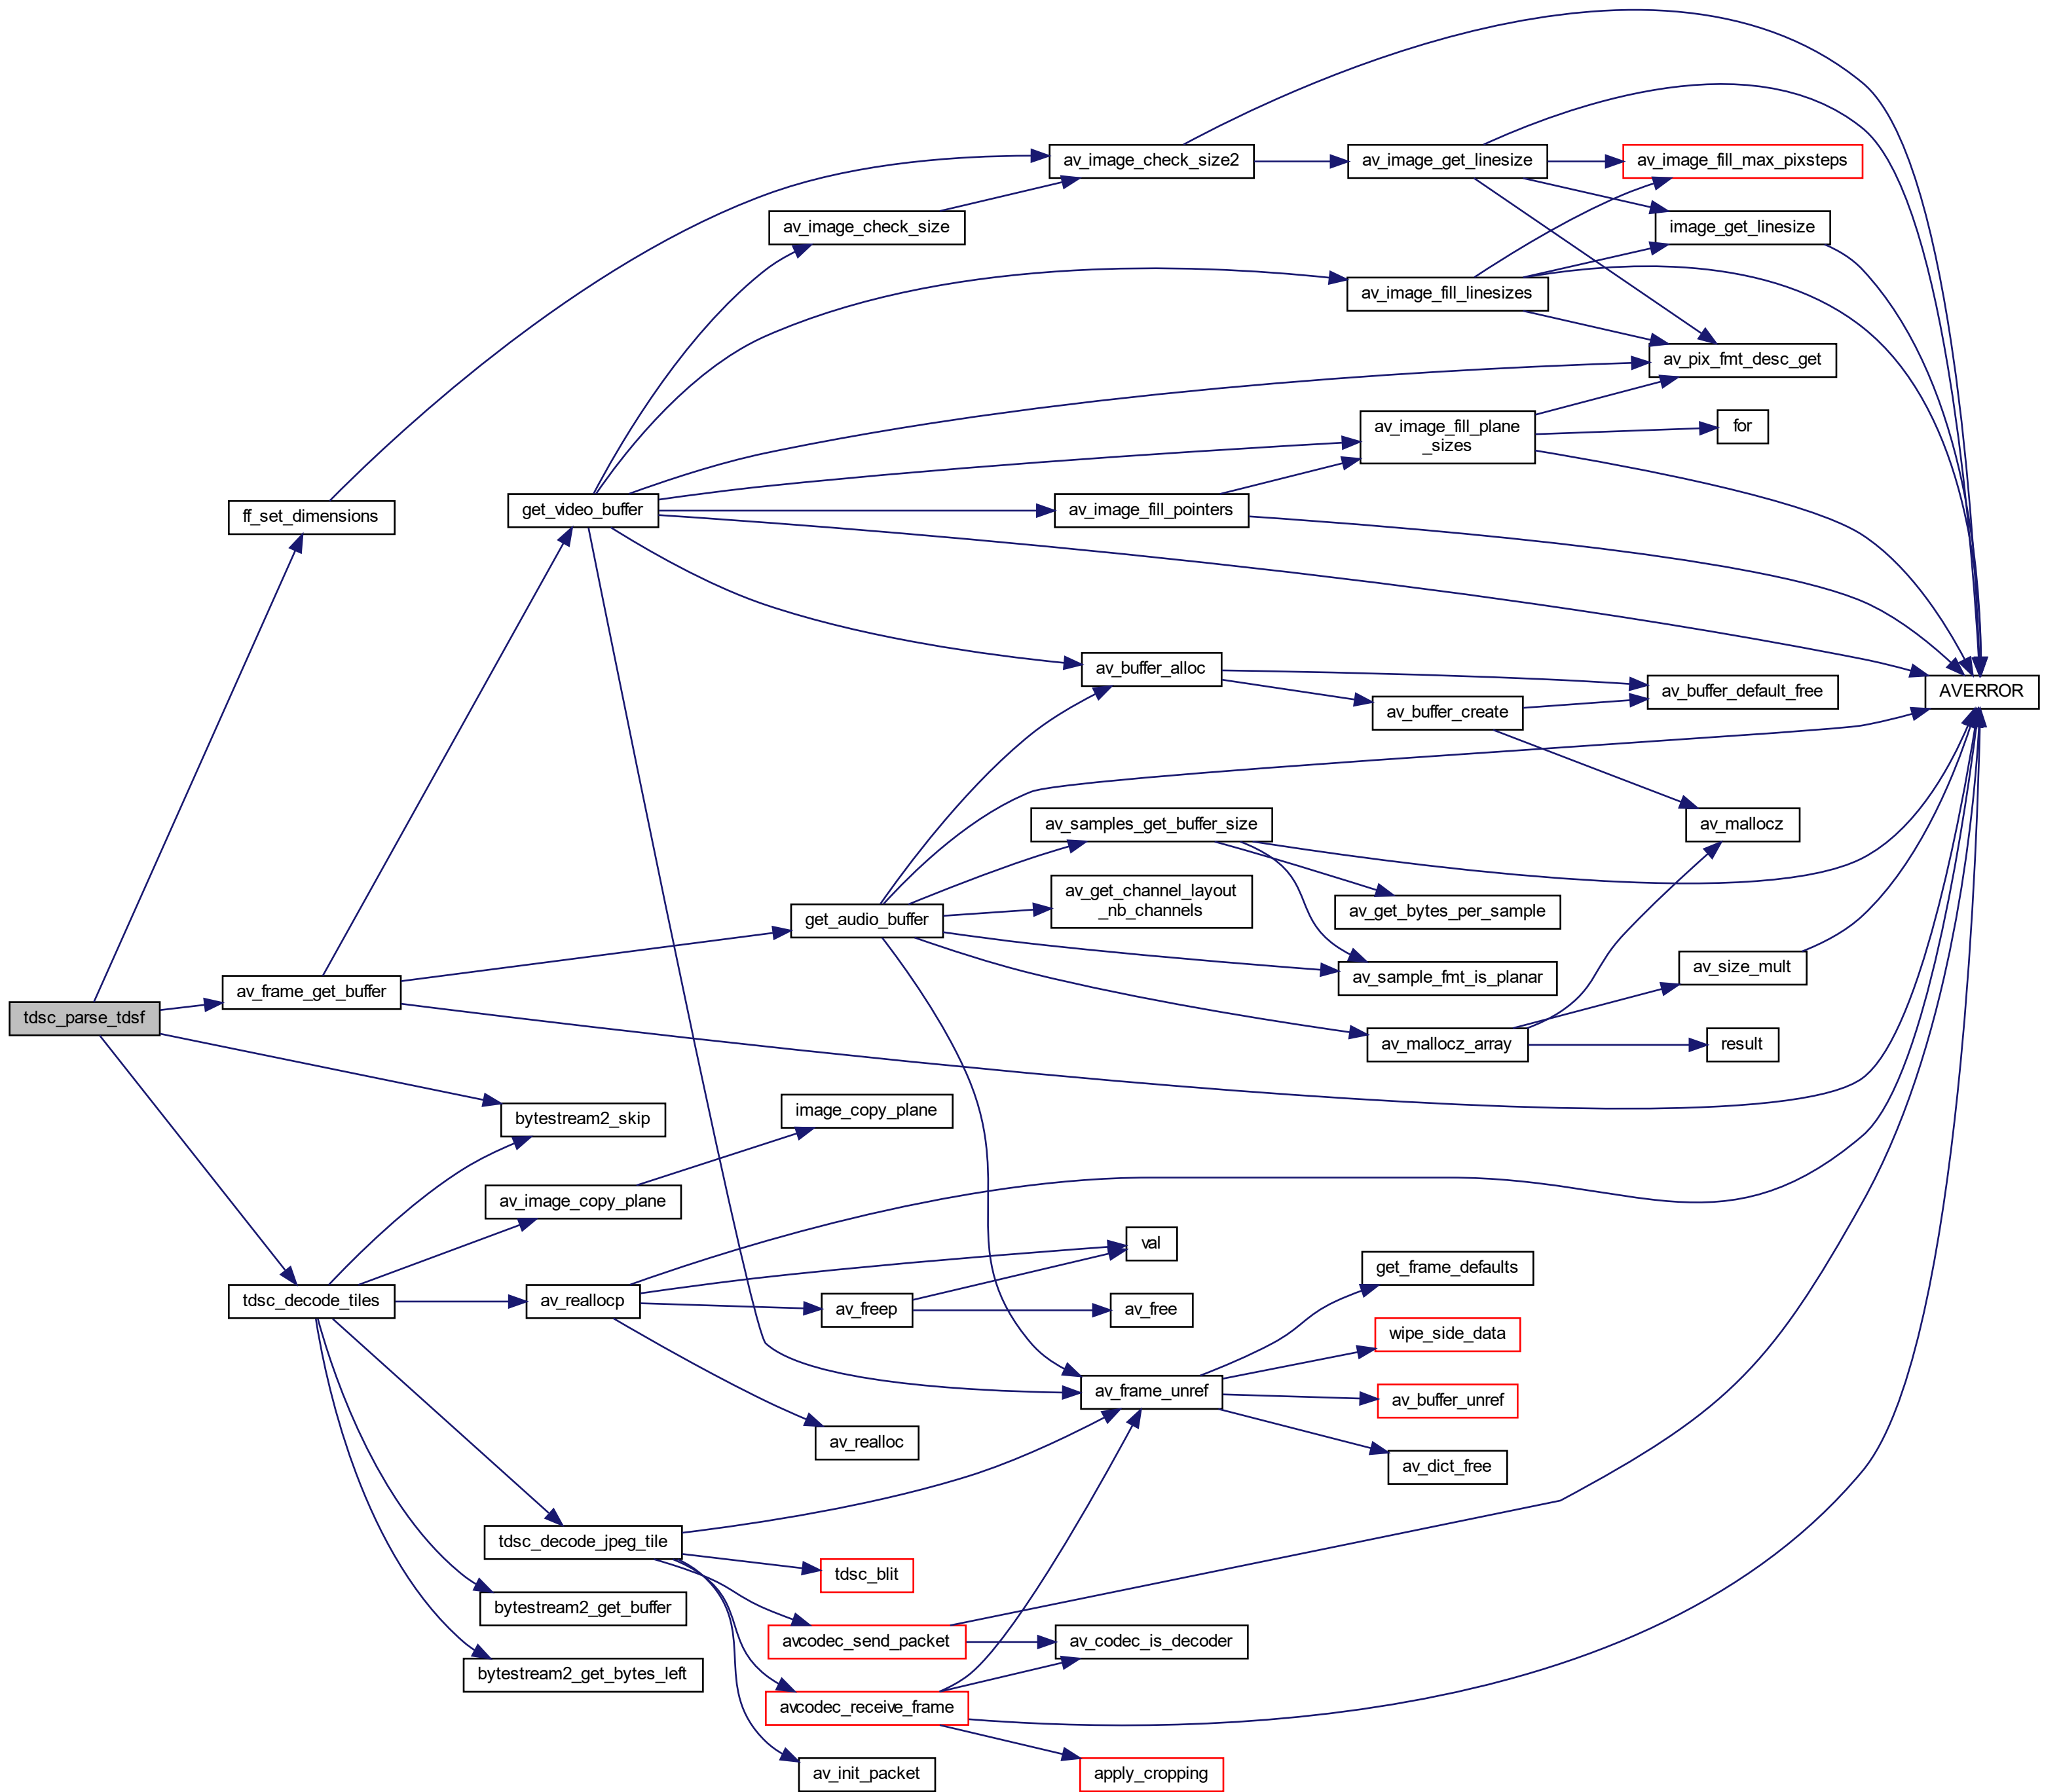 av_image_check_size2
av_image_get_linesize
av_image_fill_max_pixsteps
av_image_check_size
image_get_linesize
av_image_fill_linesizes
av_pix_fmt_desc_get
av_image_fill_plane
_sizes
for
ff_set_dimensions
get_video_buffer
av_image_fill_pointers
av_buffer_alloc
av_buffer_default_free
AVERROR
av_buffer_create
av_samples_get_buffer_size
av_mallocz
av_get_channel_layout
_nb_channels
av_get_bytes_per_sample
get_audio_buffer
av_sample_fmt_is_planar
av_size_mult
av_frame_get_buffer
tdsc_parse_tdsf
av_mallocz_array
result
bytestream2_skip
image_copy_plane
av_image_copy_plane
val
get_frame_defaults
tdsc_decode_tiles
av_reallocp
av_freep
av_free
wipe_side_data
av_frame_unref
av_buffer_unref
av_realloc
av_dict_free
tdsc_decode_jpeg_tile
tdsc_blit
bytestream2_get_buffer
avcodec_send_packet
av_codec_is_decoder
bytestream2_get_bytes_left
avcodec_receive_frame
av_init_packet
apply_cropping